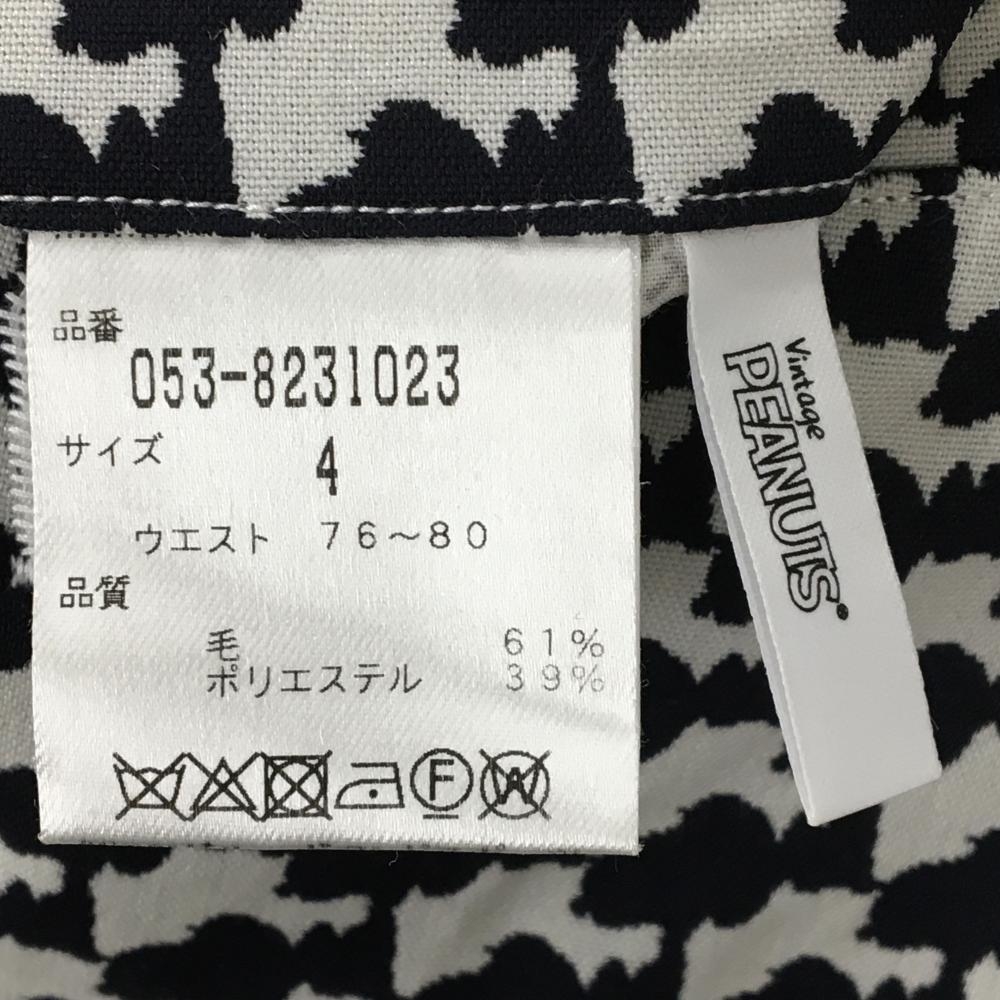 品番
053-8231023
サイズ
4
ウエスト 76～80
品質
毛 61%
ポリエステル 39%
F W
Vintage
PEANUTS